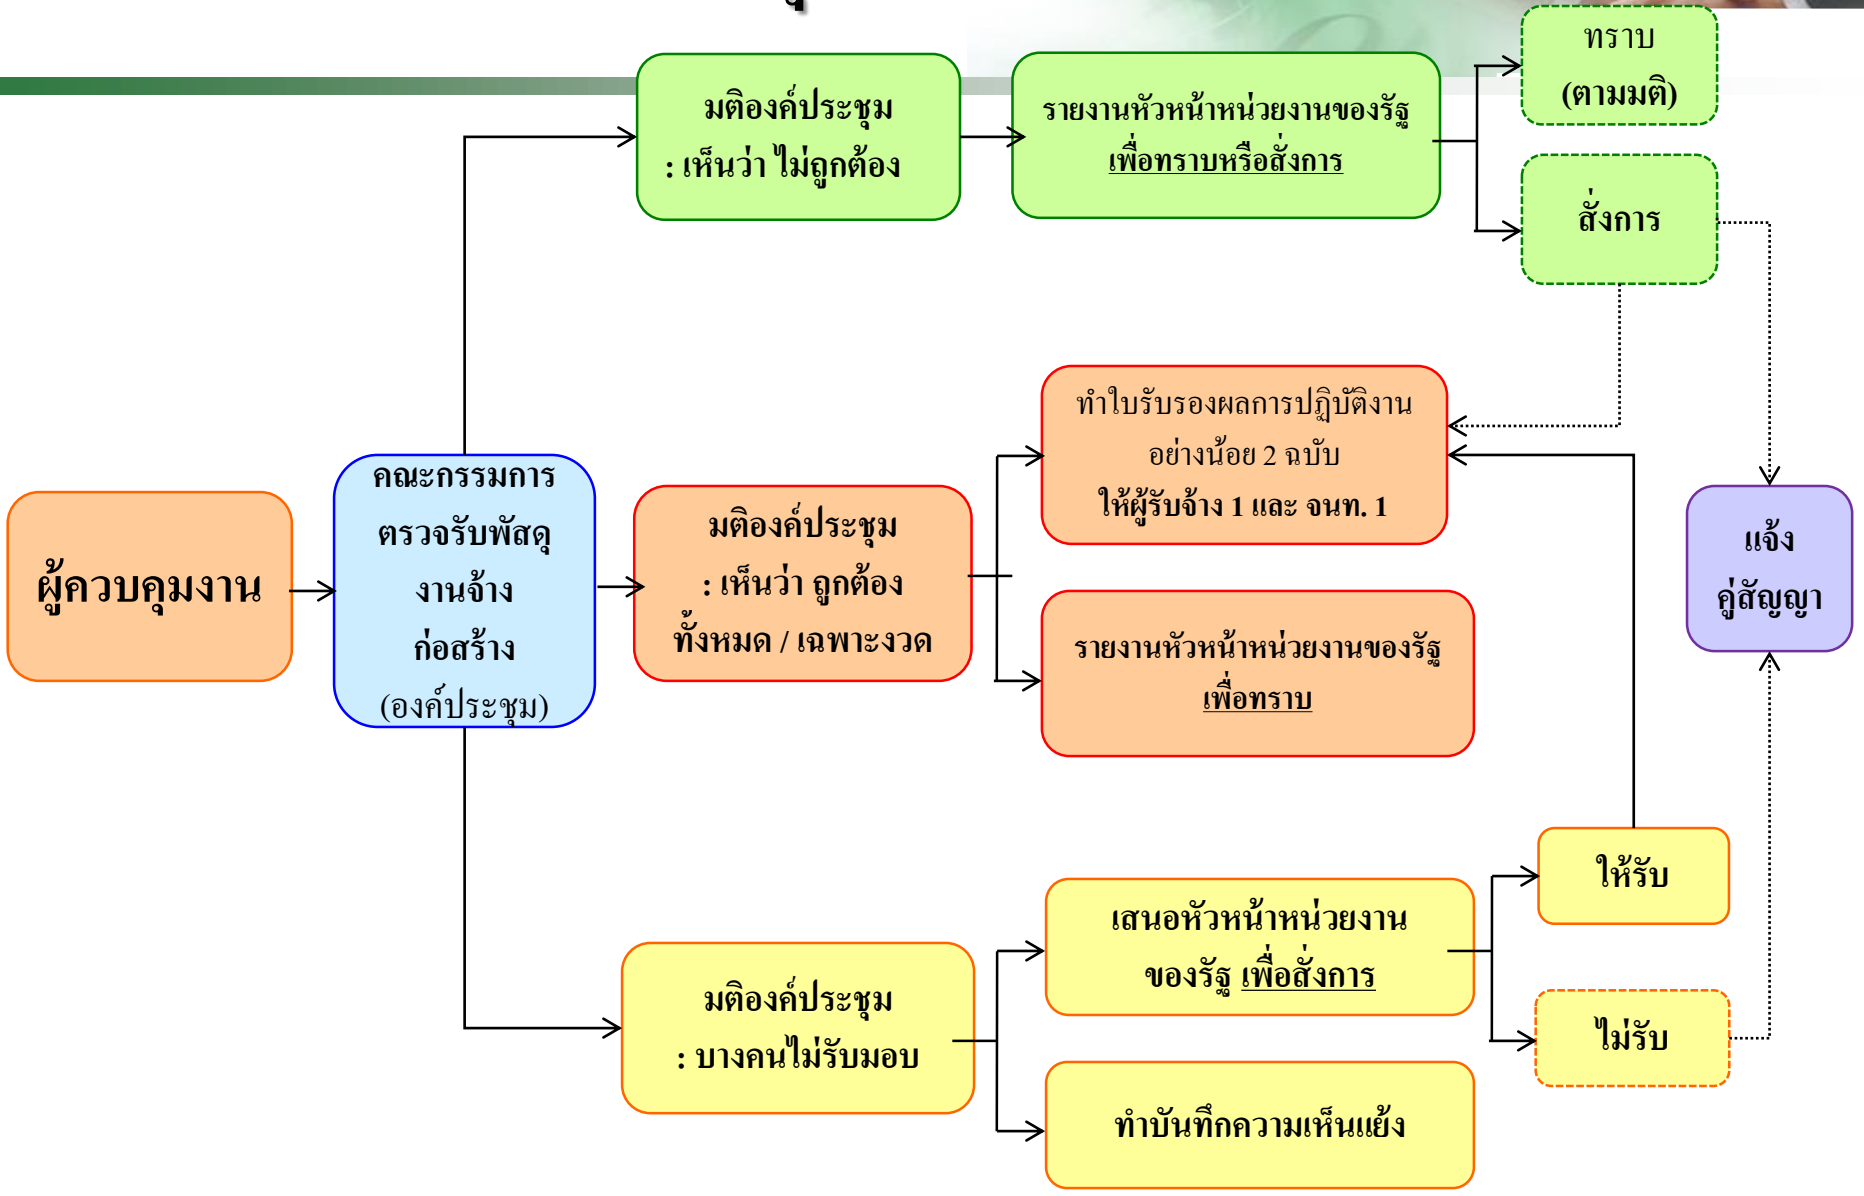 มติองค์ประชุม
: เห็นว่า ไม่ถูกต้อง
รายงานหัวหน้าหน่วยงานของรัฐ
เพื่อทราบหรือสั่งการ
ทราบ
(ตามมติ)
สั่งการ
ผู้ควบคุมงาน
คณะกรรมการ
ตรวจรับพัสดุ
งานจ้าง
ก่อสร้าง
(องค์ประชุม)
มติองค์ประชุม
: เห็นว่า ถูกต้อง
ทั้งหมด / เฉพาะงวด
ทำใบรับรองผลการปฏิบัติงาน
อย่างน้อย 2 ฉบับ
ให้ผู้รับจ้าง 1 และ จนท. 1
รายงานหัวหน้าหน่วยงานของรัฐ
เพื่อทราบ
แจ้ง
คู่สัญญา
มติองค์ประชุม
: บางคนไม่รับมอบ
เสนอหัวหน้าหน่วยงาน
ของรัฐ เพื่อสั่งการ
ทำบันทึกความเห็นแย้ง
ให้รับ
ไม่รับ